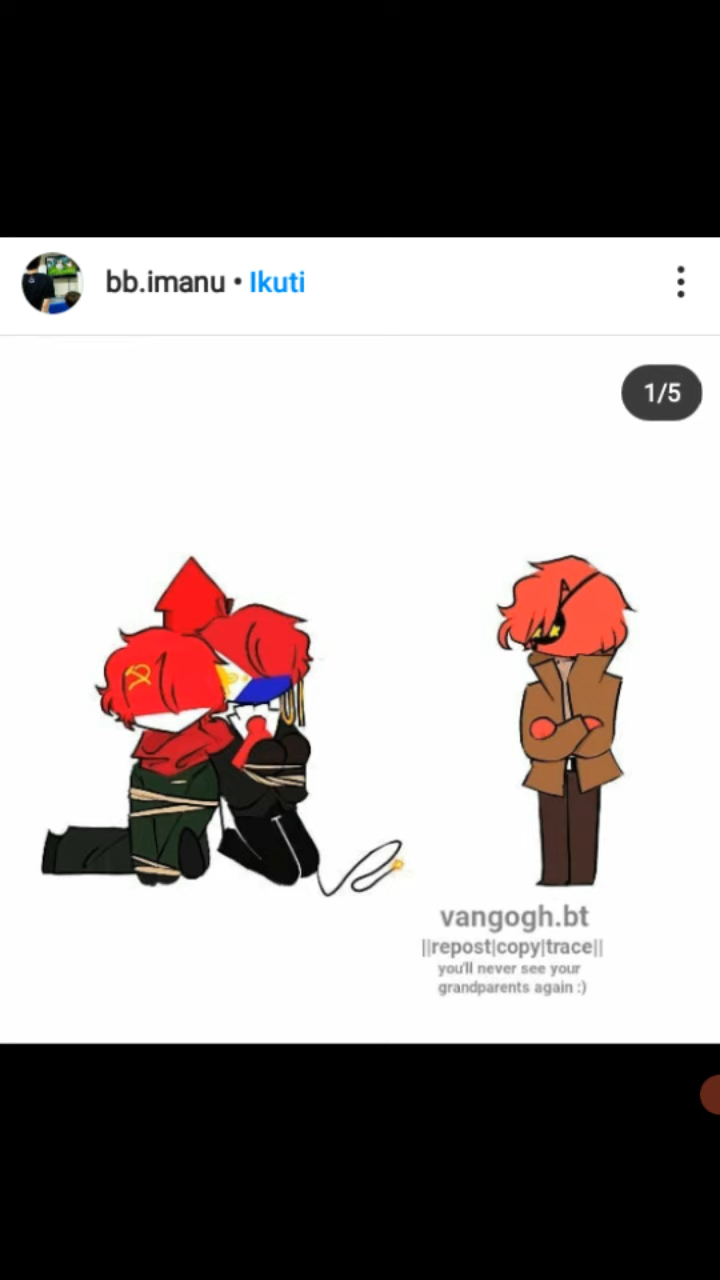 bb.imanu • Ikuti
1/5
vangogh.bt
||repost|copy|trace||
you'll never see your
grandparents again :)